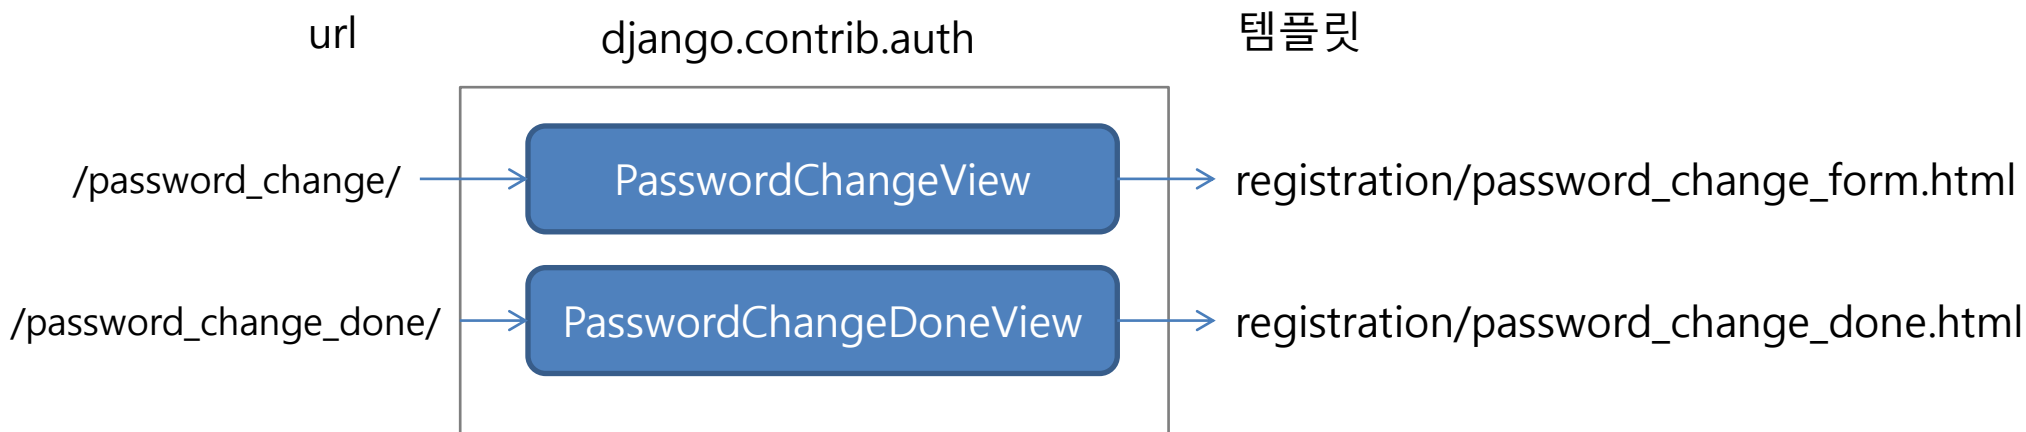 url django.contrib.auth 템플릿
/password_change/ PasswordChangeView registration/password_change_form.html
/password_change_done/ PasswordChangeDoneView registration/password_change_done.html